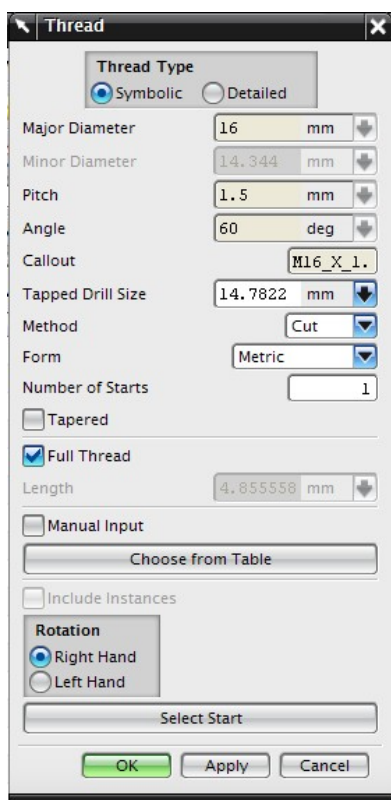 Thread
Thread Type
Symbolic Detailed
Major Diameter 16 mm
Minor Diameter 14.344 mm
Pitch 1.5 mm
Angle 60 deg
Callout M16_X_1.
Tapped Drill Size 14.7822 mm
Method Cut
Form Metric
Number of Starts 1
Tapered
Full Thread
Length 4.855558 mm
Manual Input
Choose from Table
Include Instances
Rotation
Right Hand
Left Hand
Select Start
OK Apply Cancel